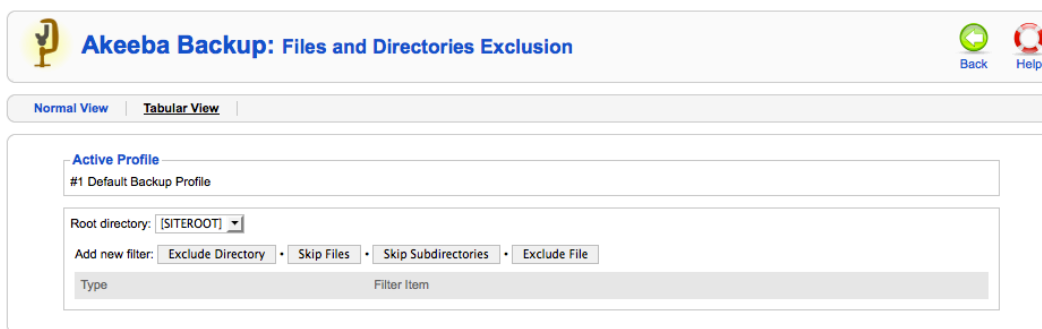 Akeeba Backup: Files and Directories Exclusion
Back
Help
Normal View
Tabular View
Active Profile
#1 Default Backup Profile
Root directory: [SITEROOT]
Add new filter: Exclude Directory • Skip Files • Skip Subdirectories • Exclude File
Type Filter Item